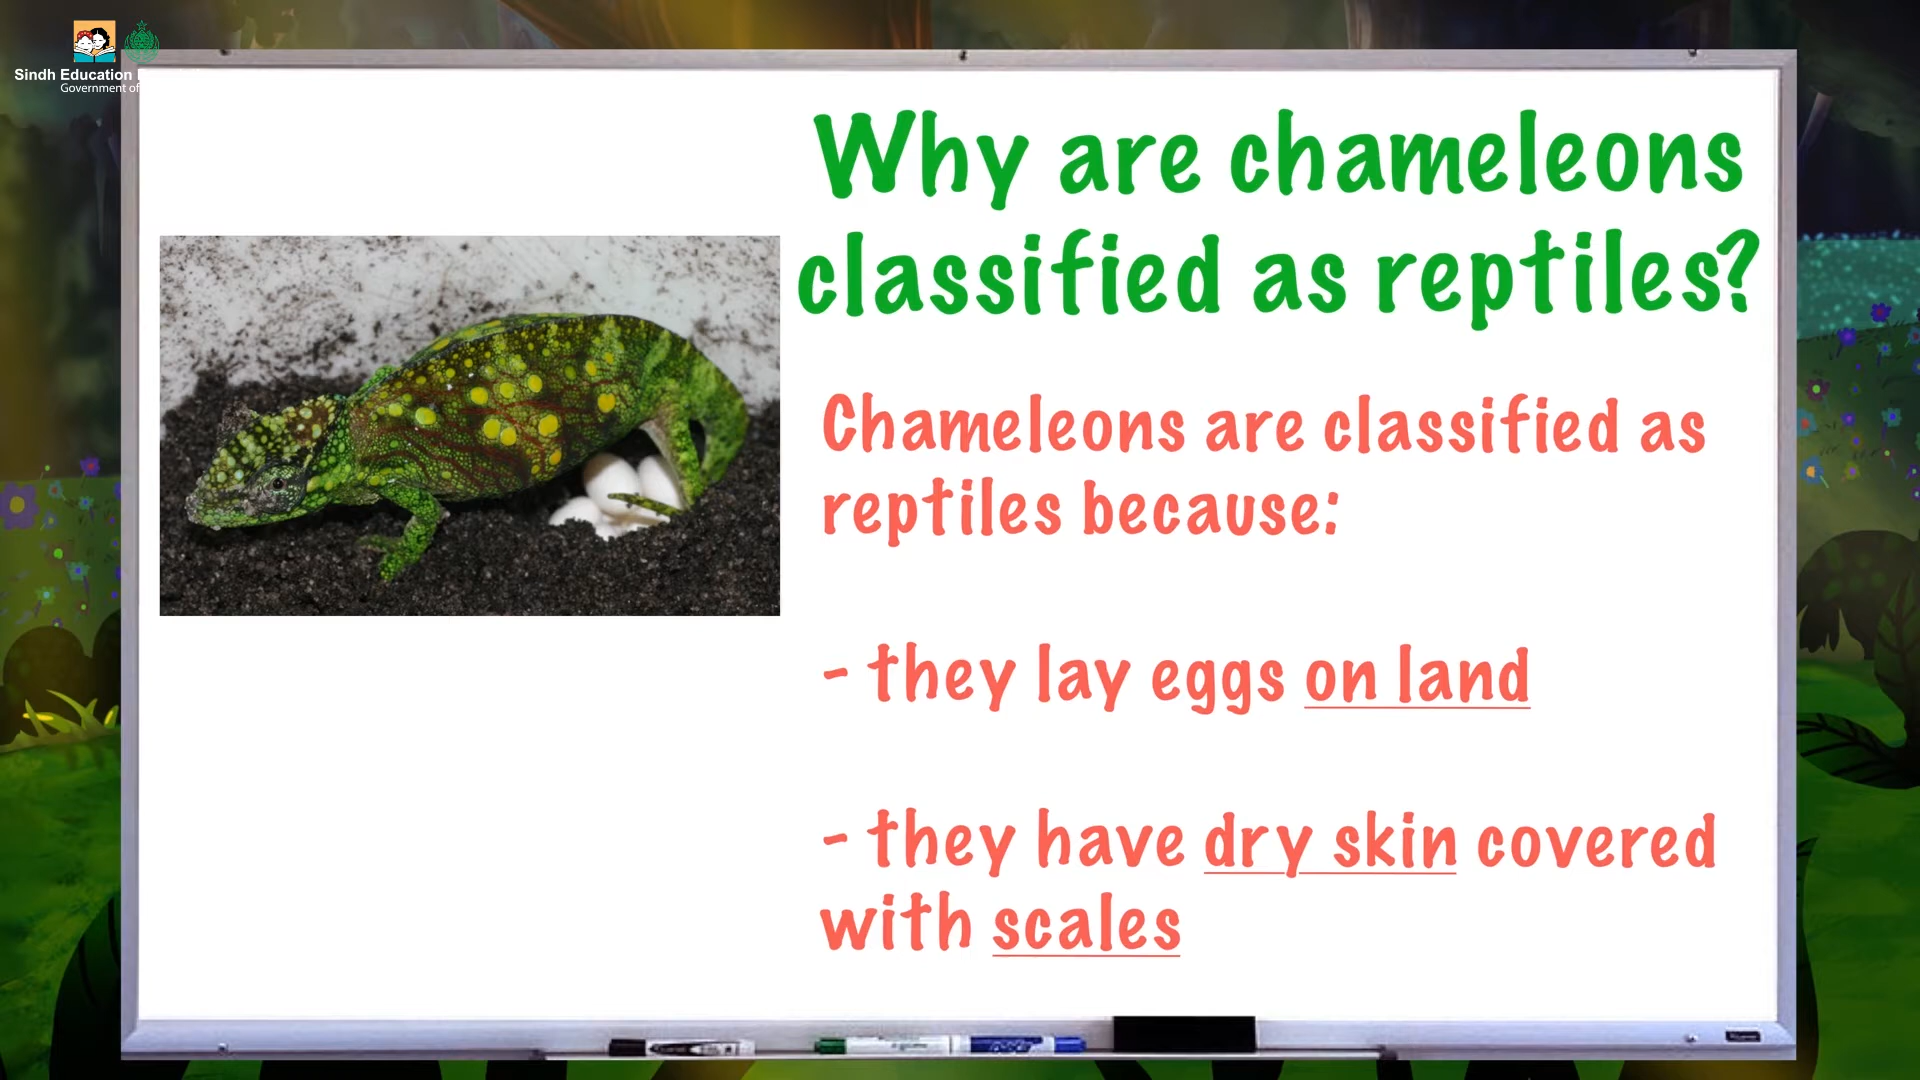 Sindh Education
Government of
Why are chameleons
classified as reptiles?
Chameleons are classified as
reptiles because:
- they lay eggs on land
- they have dry skin covered
with scales